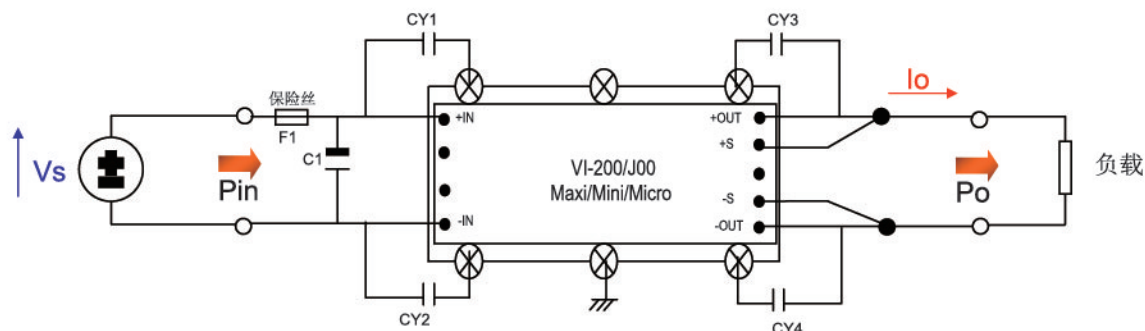 CY1
CY3
Io
保险丝
F1
+IN
+OUT
+S
Vs
C1
Pin
VI-200/J00
Maxi/Mini/Micro
Po
负载
-S
-IN
-OUT
CY2
CY4